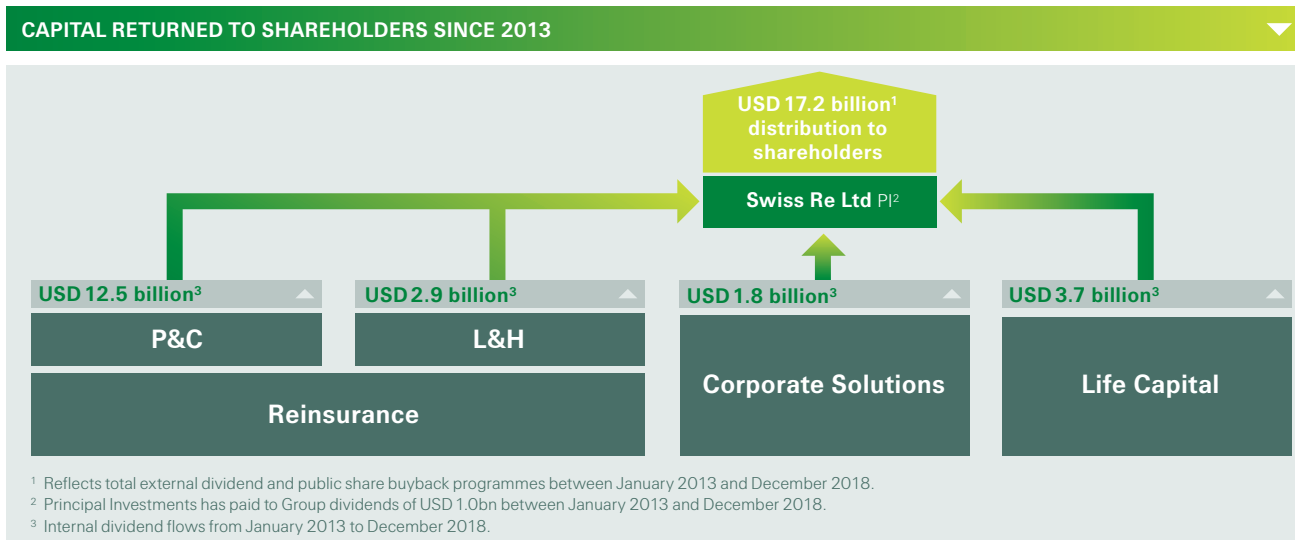 CAPITAL RETURNED TO SHAREHOLDERS SINCE 2013
USD 17.2 billion¹
distribution to
shareholders
Swiss Re Ltd PI²
USD 12.5 billion³
USD 2.9 billion³
USD 1.8 billion³
USD 3.7 billion³
P&C
L&H
Corporate Solutions
Life Capital
Reinsurance
¹ Reflects total external dividend and public share buyback programmes between January 2013 and December 2018.
² Principal Investments has paid to Group dividends of USD 1.0bn between January 2013 and December 2018.
³ Internal dividend flows from January 2013 to December 2018.